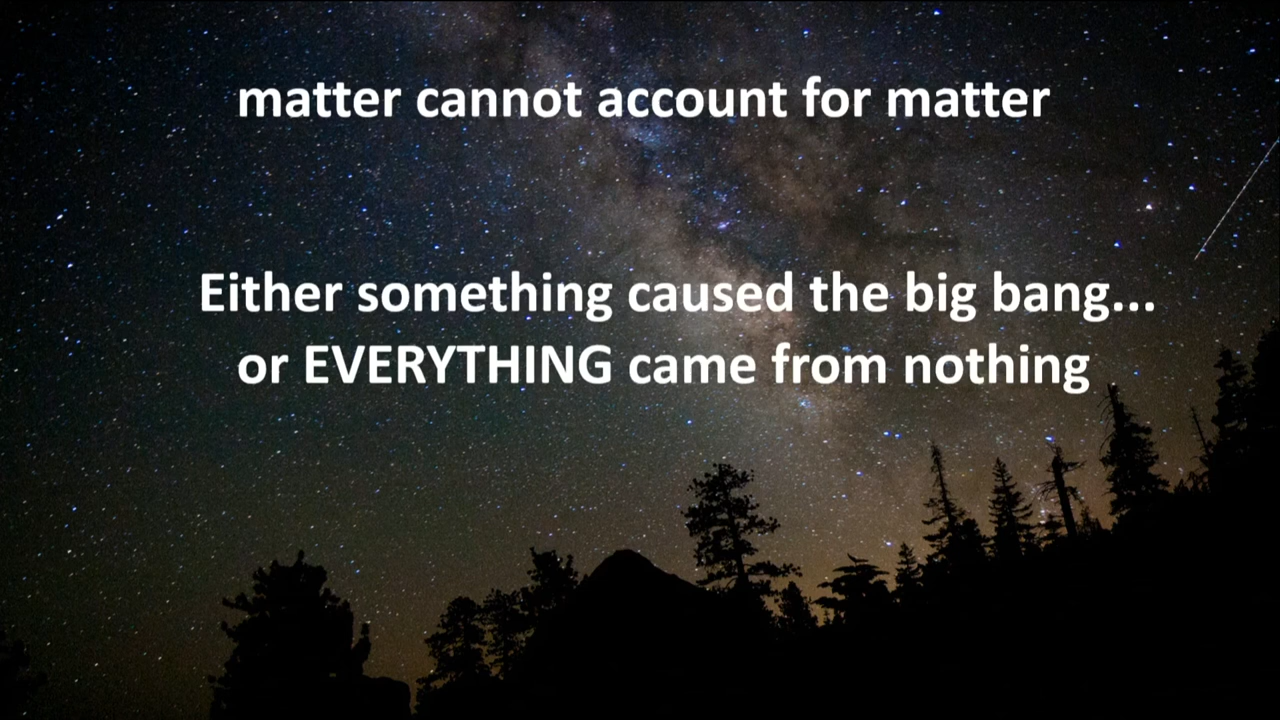 matter cannot account for matter
Either something caused the big bang...
or EVERYTHING came from nothing